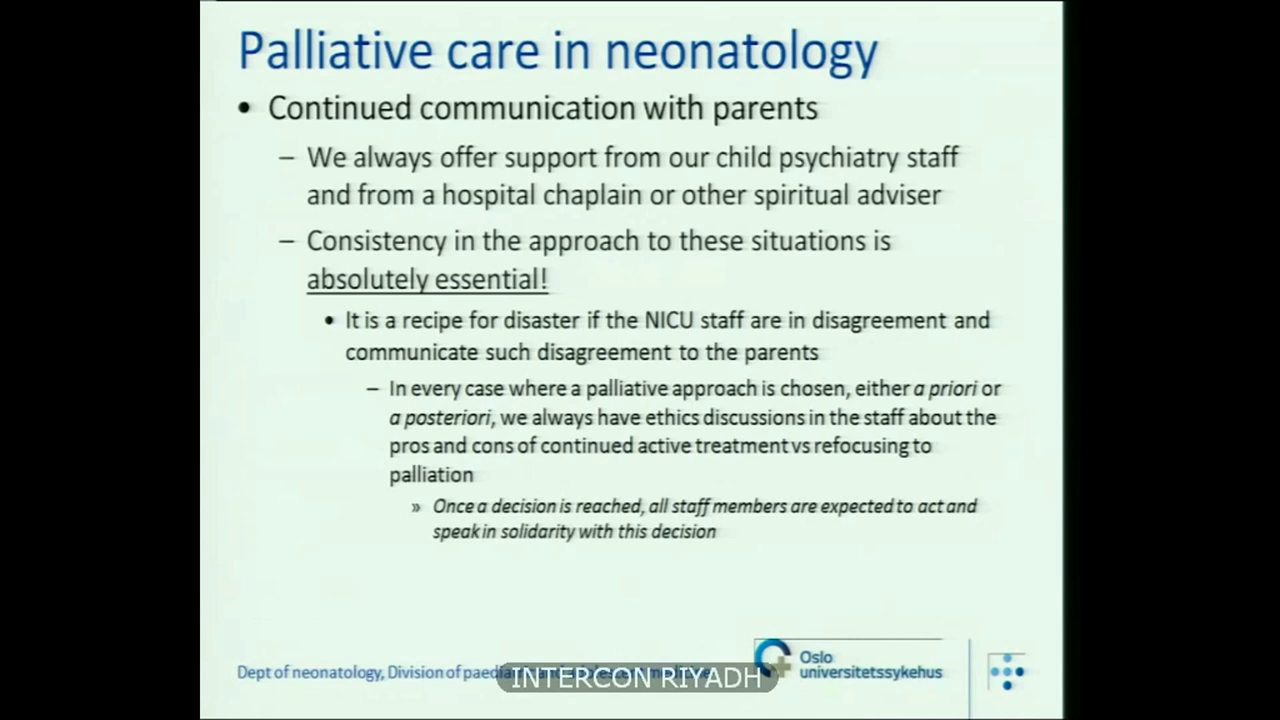 Palliative care in neonatology
• Continued communication with parents
– We always offer support from our child psychiatry staff
and from a hospital chaplain or other spiritual adviser
– Consistency in the approach to these situations is
absolutely essential!
• It is a recipe for disaster if the NICU staff are in disagreement and
communicate such disagreement to the parents
– In every case where a palliative approach is chosen, either a priori or
a posteriori, we always have ethics discussions in the staff about the
pros and cons of continued active treatment vs refocusing to
palliation
» Once a decision is reached, all staff members are expected to act and
speak in solidarity with this decision
Dept of neonatology, Division of
INTERCON RIYADH
Oslo
universitetssykehus